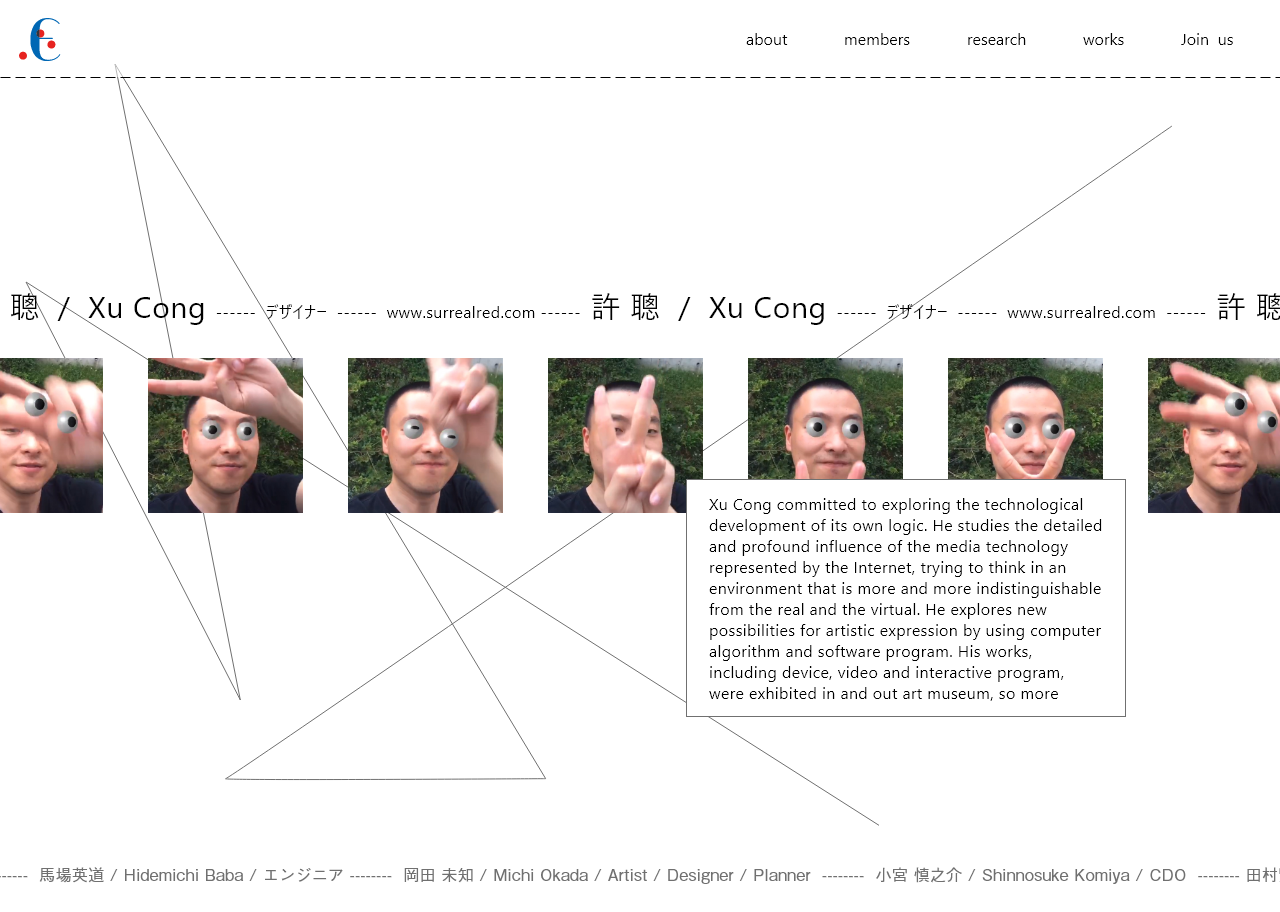 about members research works Join us
聰 / Xu Cong ------ デザイナー ------ www.surrealred.com ------ 許 聰 / Xu Cong ------ デザイナー ------ www.surrealred.com ------ 許 聰
Xu Cong committed to exploring the technological
development of its own logic. He studies the detailed
and profound influence of the media technology
represented by the Internet, trying to think in an
environment that is more and more indistinguishable
from the real and the virtual. He explores new
possibilities for artistic expression by using computer
algorithm and software program. His works,
including device, video and interactive program,
were exhibited in and out art museum, so more
------ 馬場英道 / Hidemichi Baba / エンジニア -------- 岡田 未知 / Michi Okada / Artist / Designer / Planner -------- 小宮 慎之介 / Shinnosuke Komiya / CDO -------- 田村